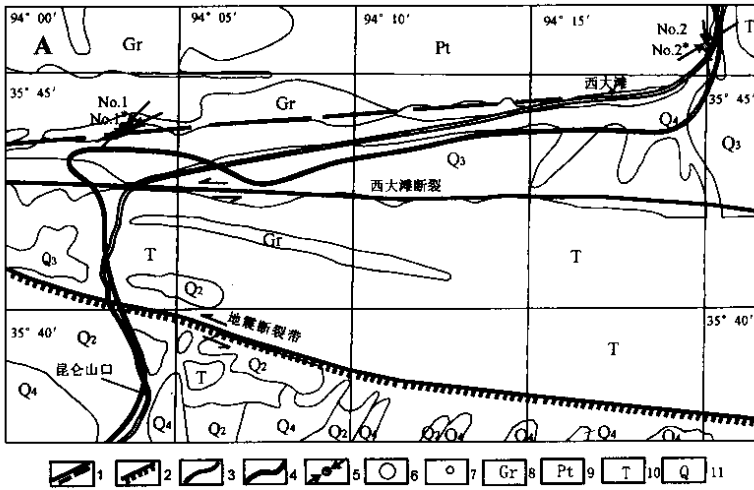 94° 00′ 94° 05′ 94° 10′ 94° 15′
A Gr Pt No.2 T
No.2*
35° 45′ 西大滩 35° 45′
No.1 Gr
No.1* Q4
Q3 Q4 Q3
西大滩断裂
Gr
Q3 T T
Q2
35° 40′ 地震断裂带 35° 40′
Q2 T
昆仑山口 Q2
Q4 T
Q4 Q4 Q2 Q4 Q2 Q4 Q4 Q4
1 2 3 4 5 6 7 Gr 8 Pt 9 T 10 Q 11